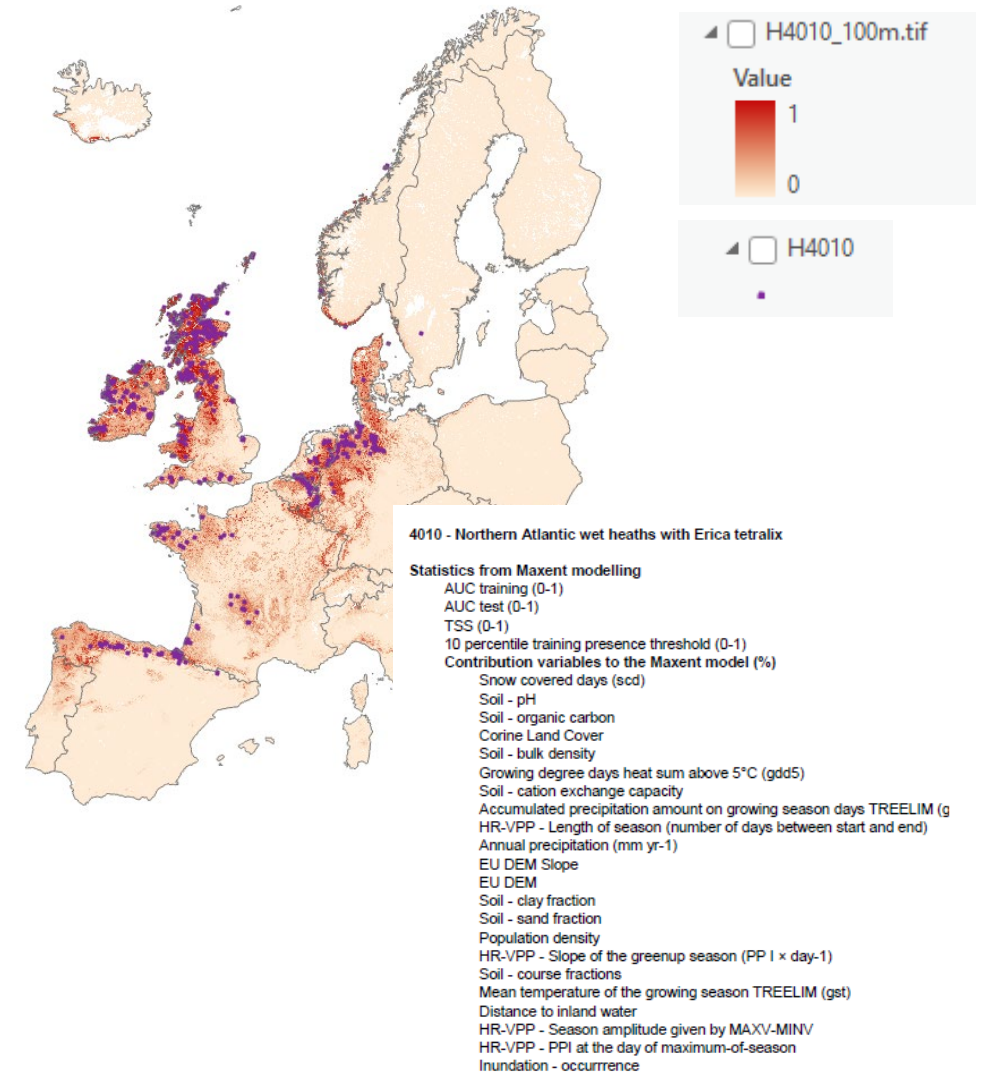 H4010_100m.tif
Value
1
0
H4010
4010 - Northern Atlantic wet heaths with Erica tetralix
Statistics from Maxent modelling
AUC training (0-1)
AUC test (0-1)
TSS (0-1)
10 percentile training presence threshold (0-1)
Contribution variables to the Maxent model (%)
Snow covered days (scd)
Soil - pH
Soil - organic carbon
Corine Land Cover
Soil - bulk density
Growing degree days heat sum above 5°C (gdd5)
Soil - cation exchange capacity
Accumulated precipitation amount on growing season days TREELIM (g
HR-VPP - Length of season (number of days between start and end)
Annual precipitation (mm yr-1)
EU DEM Slope
EU DEM
Soil - clay fraction
Soil - sand fraction
Population density
HR-VPP - Slope of the greenup season (PP I × day-1)
Soil - course fractions
Mean temperature of the growing season TREELIM (gst)
Distance to inland water
HR-VPP - Season amplitude given by MAXV-MINV
HR-VPP - PPI at the day of maximum-of-season
Inundation - occurrrence